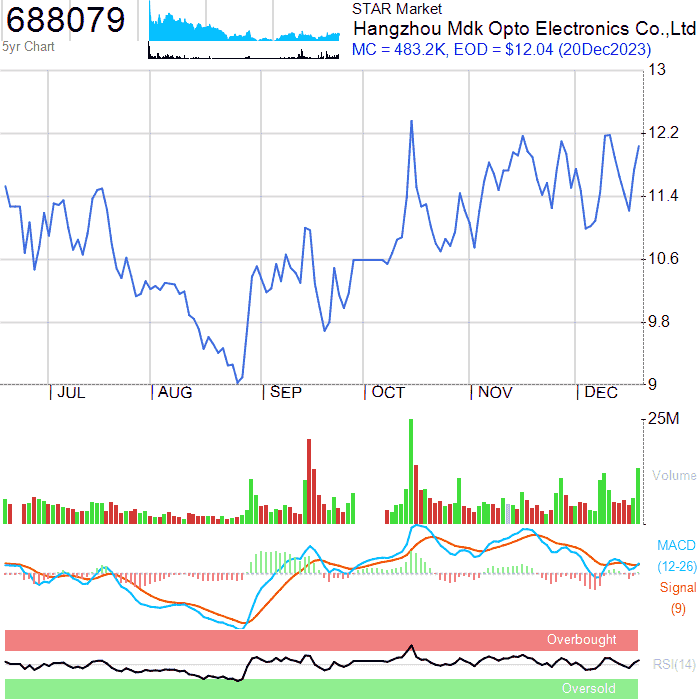 688079
5yr Chart
STAR Market
Hangzhou Mdk Opto Electronics Co.,Ltd
MC = 483.2K, EOD = $12.04 (20Dec2023)
13
12.2
11.4
10.6
9.8
9
JUL AUG SEP OCT NOV DEC
25M
Volume
MACD
(12-26)
Signal
(9)
Overbought
RSI(14)
Oversold